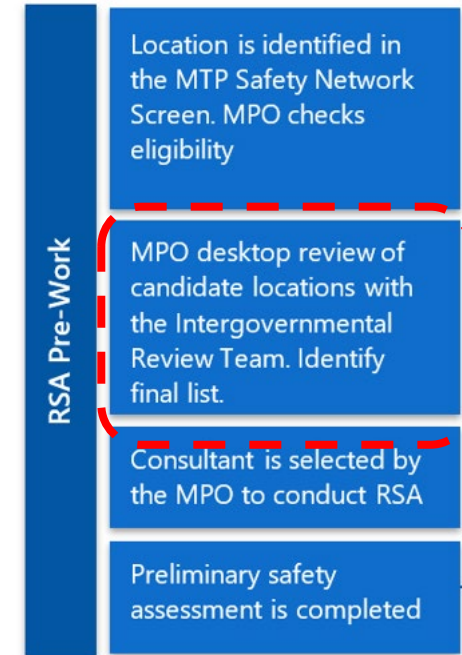 RSA Pre-Work
Location is identified in
the MTP Safety Network
Screen. MPO checks
eligibility
MPO desktop review of
candidate locations with
the Intergovernmental
Review Team. Identify
final list.
Consultant is selected by
the MPO to conduct RSA
Preliminary safety
assessment is completed